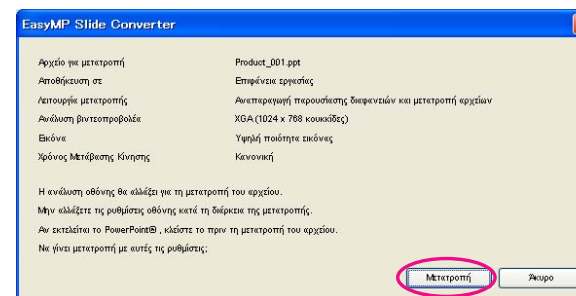 EasyMP Slide Converter
Αρχείο για μετατροπή Product_001.ppt
Αποθήκευση σε Επιφάνεια εργασίας
Λειτουργία μετατροπής Αναπαραγωγή παρουσίασης διαφανειών και μετατροπή αρχείων
Ανάλυση βιντεοπροβολέα XGA (1024 x 768 κουκκίδες)
Εικόνα Υψηλή ποιότητα εικόνας
Χρόνος Μετάβασης Κίνησης Κανονική
Η ανάλυση οθόνης θα αλλάξει για τη μετατροπή του αρχείου.
Μην αλλάξετε τις ρυθμίσεις οθόνης κατά τη διάρκεια της μετατροπής.
Αν εκτελείται το PowerPoint® , κλείστε το πριν τη μετατροπή του αρχείου.
Να γίνει μετατροπή με αυτές τις ρυθμίσεις;
Μετατροπή Άκυρο